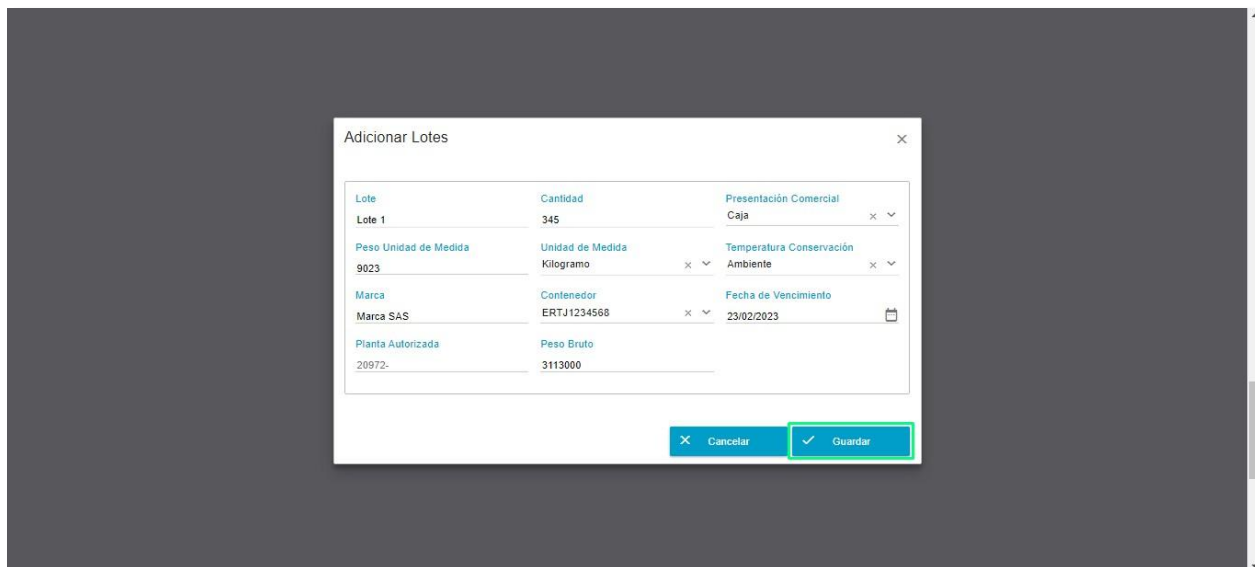 Adicionar Lotes
Lote Cantidad Presentación Comercial
Lote 1 345 Caja
Peso Unidad de Medida Unidad de Medida Temperatura Conservación
9023 Kilogramo Ambiente
Marca Contenedor Fecha de Vencimiento
Marca SAS ERTJ1234568 23/02/2023
Planta Autorizada Peso Bruto
20972- 3113000
Cancelar Guardar